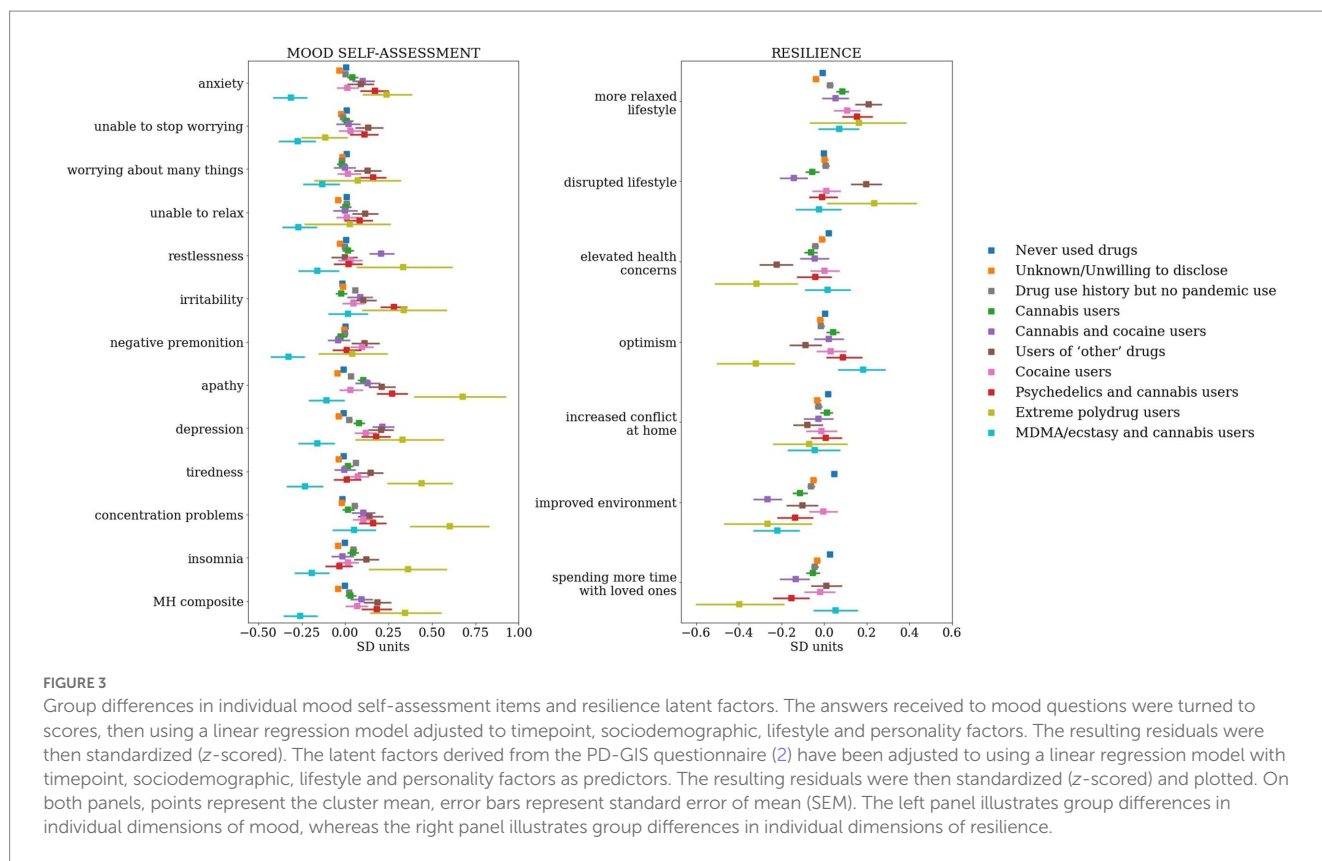 MOOD SELF-ASSESSMENT
anxiety
unable to stop worrying
worrying about many things
unable to relax
restlessness
irritability
negative premonition
apathy
depression
tiredness
concentration problems
insomnia
MH composite
−0.50 −0.25 0.00 0.25 0.50 0.75 1.00
SD units
RESILIENCE
more relaxed
lifestyle
disrupted lifestyle
elevated health
concerns
optimism
increased conflict
at home
improved environment
spending more time
with loved ones
−0.6 −0.4 −0.2 0.0 0.2 0.4 0.6
SD units
Never used drugs
Unknown/Unwilling to disclose
Drug use history but no pandemic use
Cannabis users
Cannabis and cocaine users
Users of ‘other’ drugs
Cocaine users
Psychedelics and cannabis users
Extreme polydrug users
MDMA/ecstasy and cannabis users
FIGURE 3
Group differences in individual mood self-assessment items and resilience latent factors. The answers received to mood questions were turned to
scores, then using a linear regression model adjusted to timepoint, sociodemographic, lifestyle and personality factors. The resulting residuals were
then standardized (z-scored). The latent factors derived from the PD-GIS questionnaire (2) have been adjusted to using a linear regression model with
timepoint, sociodemographic, lifestyle and personality factors as predictors. The resulting residuals were then standardized (z-scored) and plotted. On
both panels, points represent the cluster mean, error bars represent standard error of mean (SEM). The left panel illustrates group differences in
individual dimensions of mood, whereas the right panel illustrates group differences in individual dimensions of resilience.